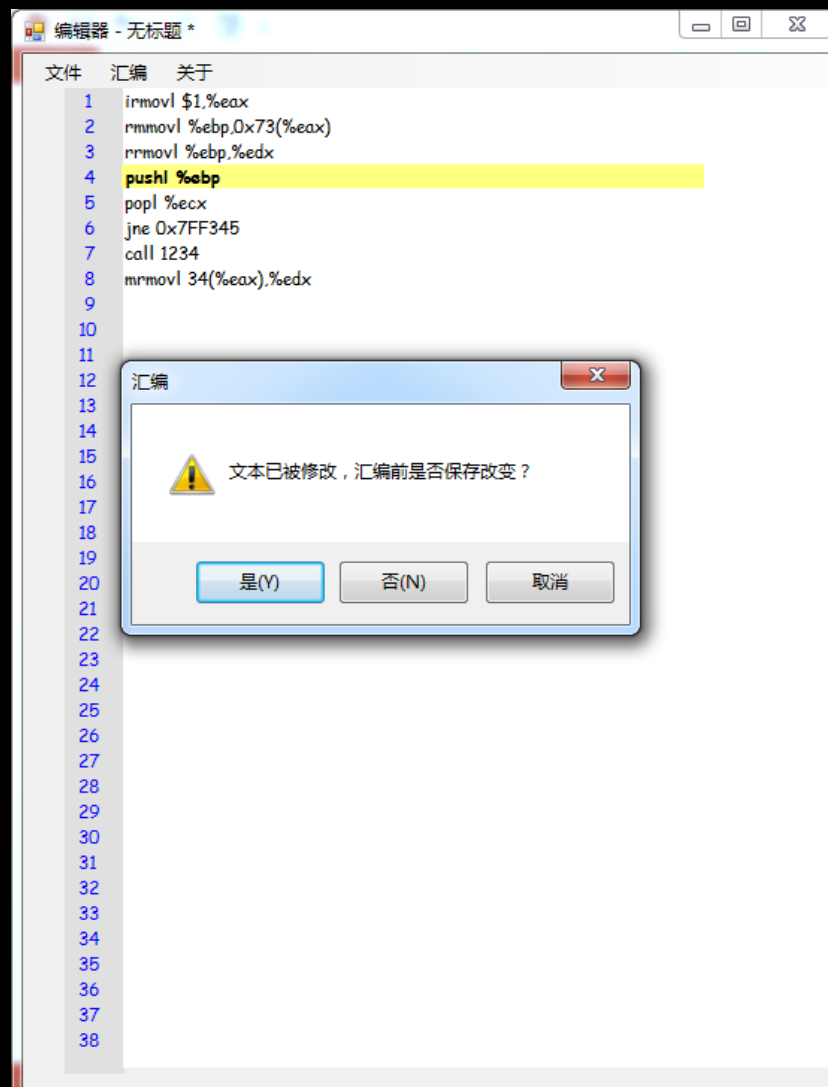 编辑器 - 无标题 *
文件 汇编 关于
1 irmovl $1,%eax
2 rmmovl %ebp,0x73(%eax)
3 rrmovl %ebp,%edx
4 pushl %ebp
5 popl %ecx
6 jne 0x7FF345
7 call 1234
8 mrmovl 34(%eax),%edx
9
10
11
12
13
14
15
16
17
18
19
20
21
22
23
24
25
26
27
28
29
30
31
32
33
34
35
36
37
38
汇编
文本已被修改，汇编前是否保存改变？
是(Y) 否(N) 取消